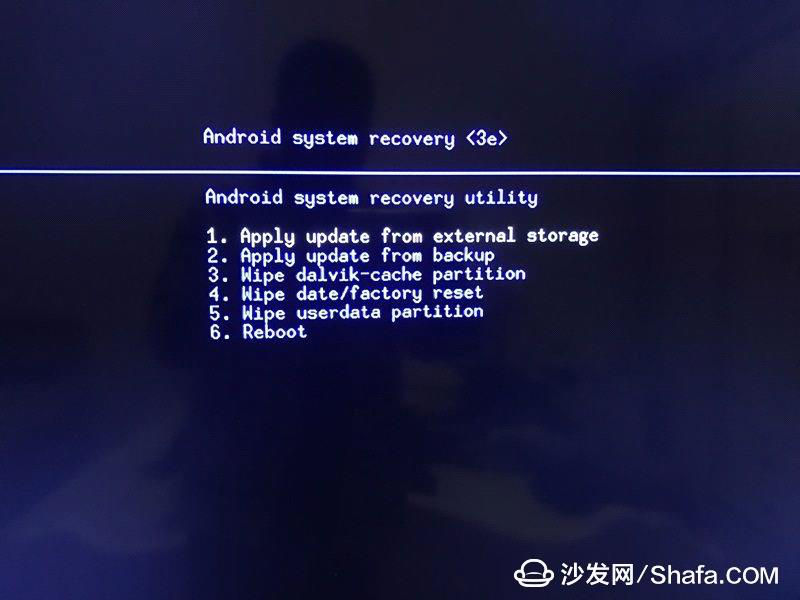 Android system recovery <3e>
Android system recovery utility
1. Apply update from external storage
2. Apply update from backup
3. Wipe dalvik-cache partition
4. Wipe date/factory reset
5. Wipe userdata partition
6. Reboot
沙发网/Shafa.COM